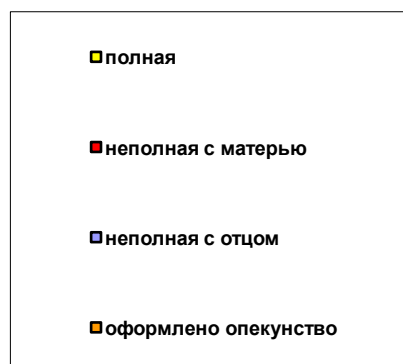 полная
неполная с матерью
неполная с отцом
оформлено опекунство